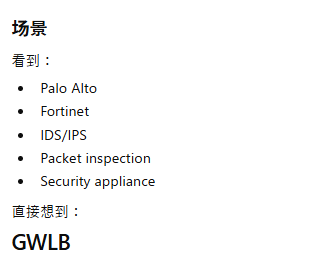 场景
看到：
Palo Alto
Fortinet
IDS/IPS
Packet inspection
Security appliance
直接想到：
GWLB